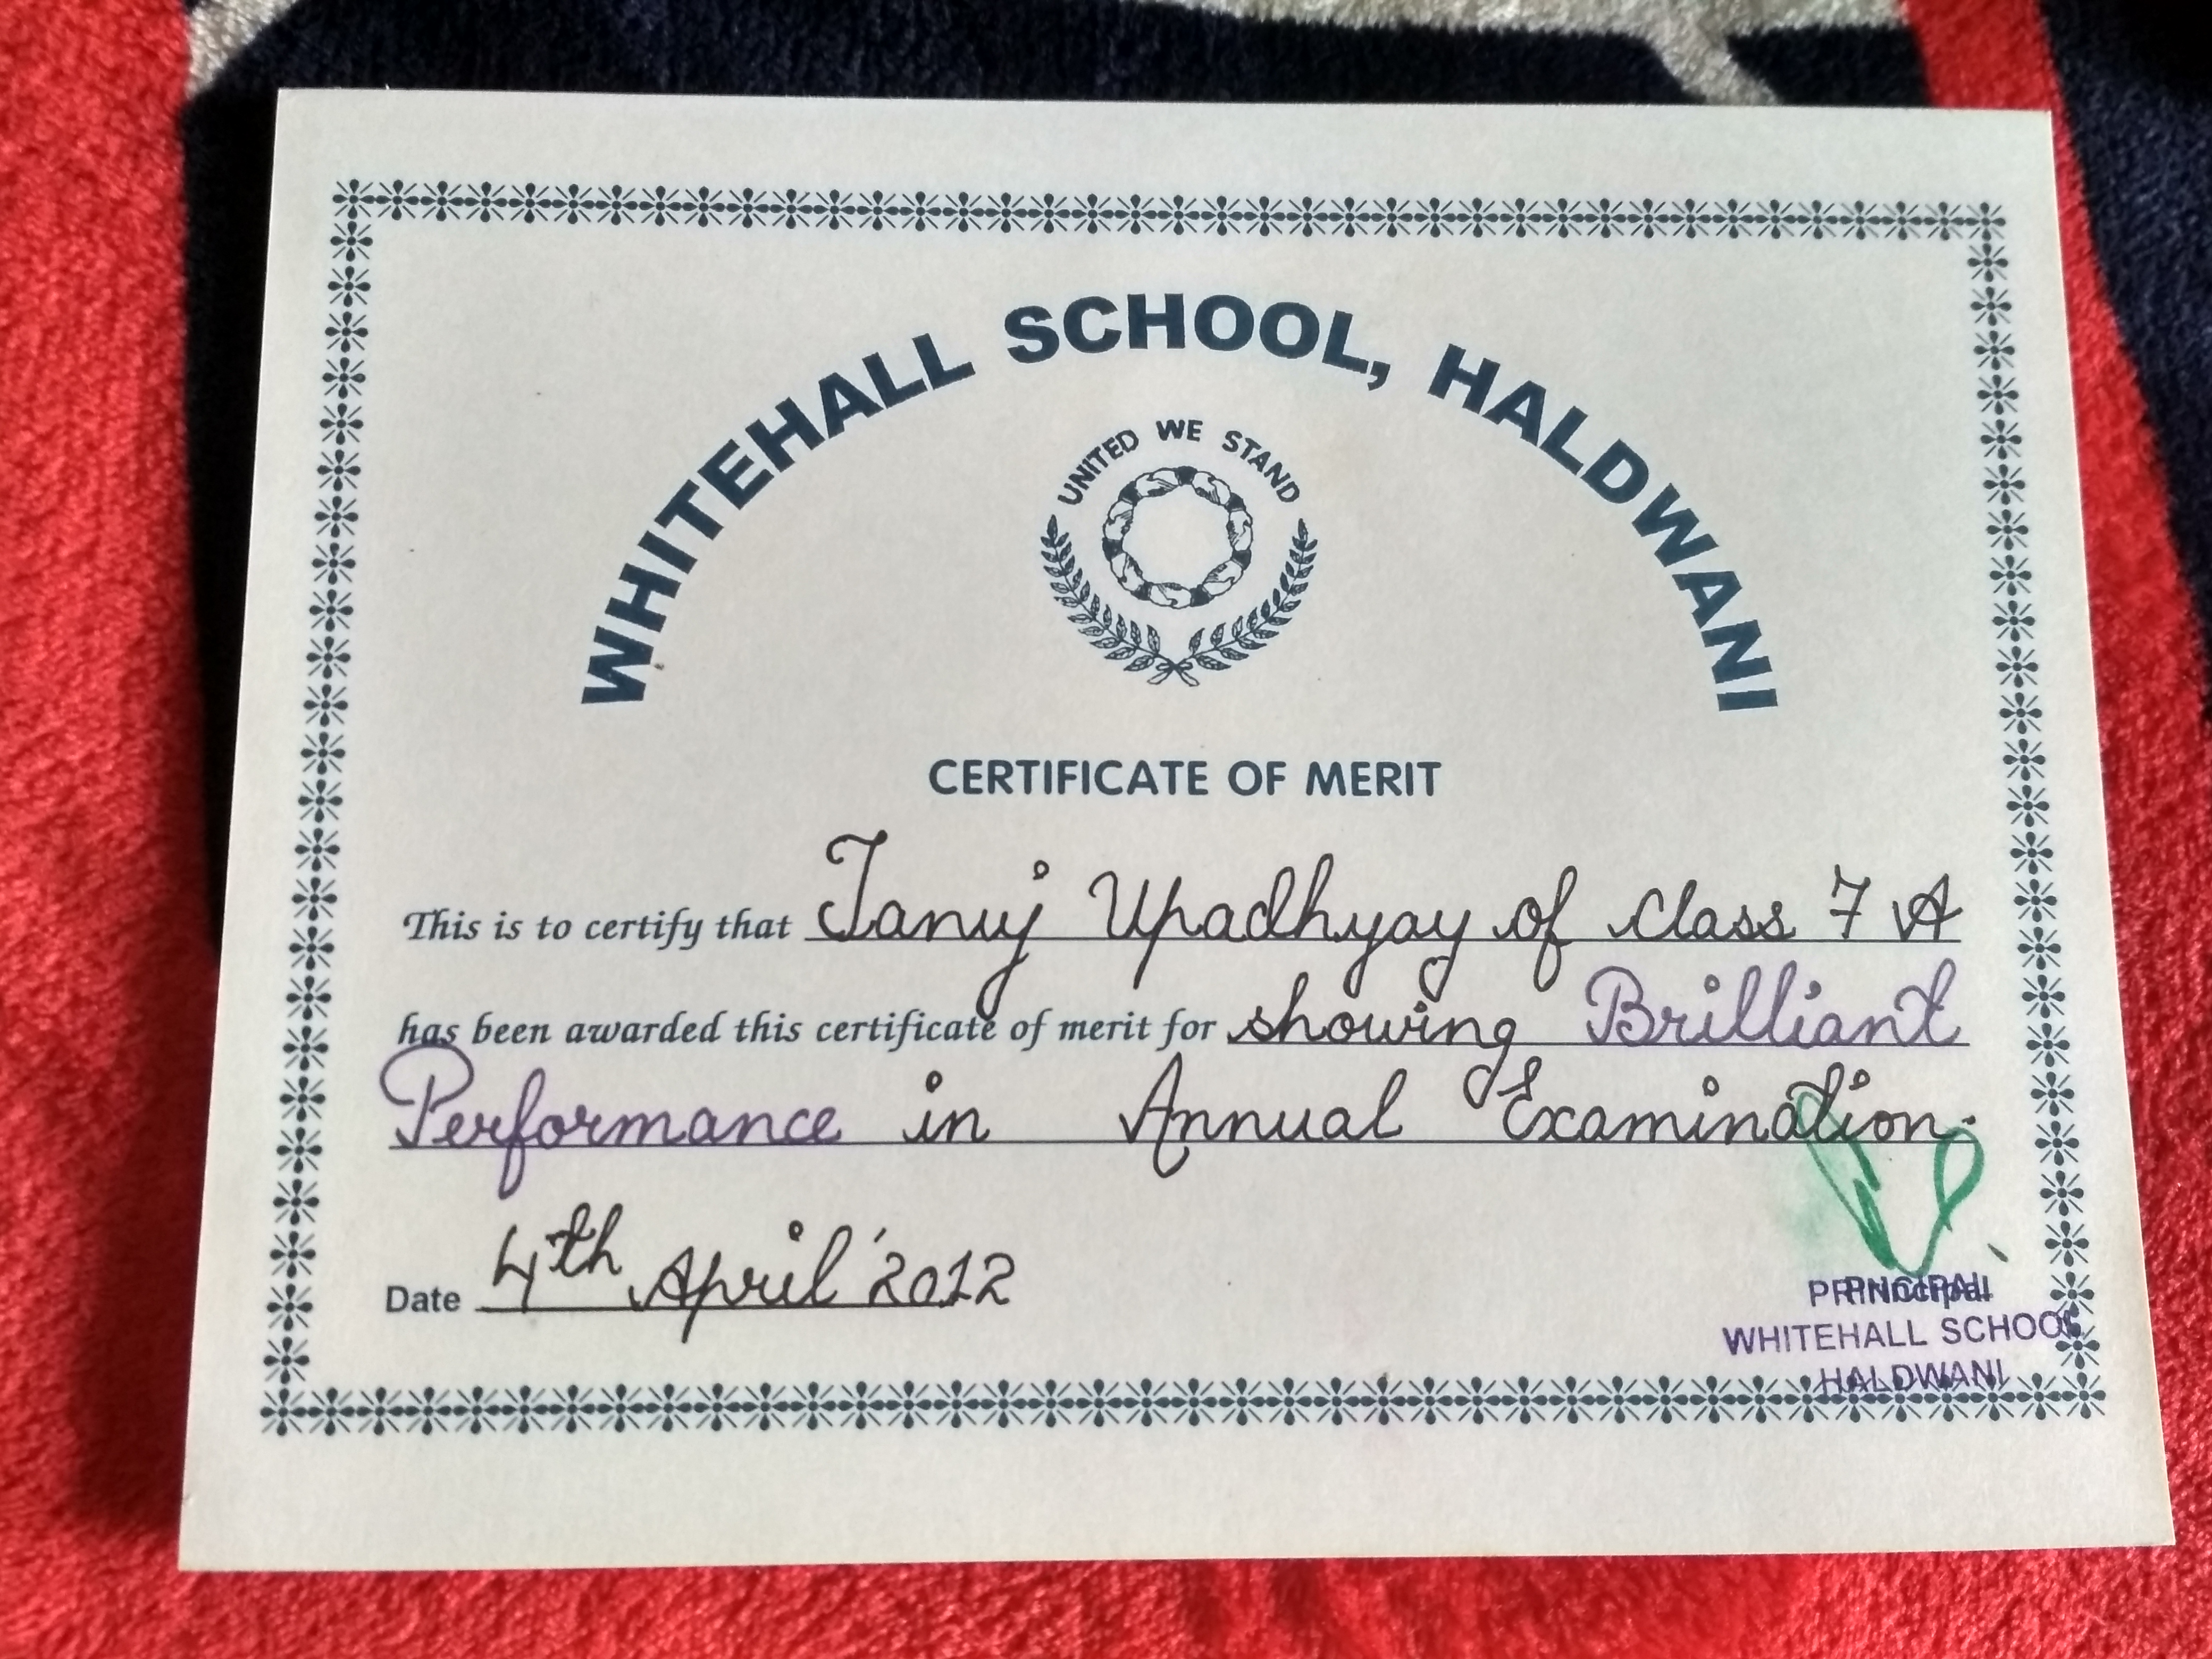 WHITEHALL SCHOOL, HALDWANI
UNITED WE STAND
CERTIFICATE OF MERIT
This is to certify that Tanuj Upadhyay of class 7 A
has been awarded this certificate of merit for showing Brilliant
Performance in Annual Examination.
Date 4th April '2012
Principal
PRINCIPAL
WHITEHALL SCHOOL
HALDWANI